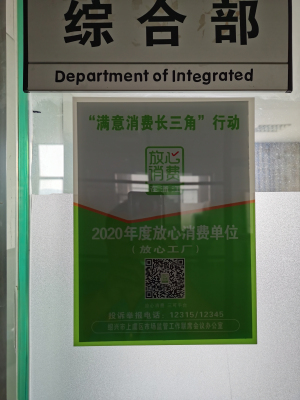 综合部
Department of Integrated
“满意消费长三角”行动
放心
消费
2020年度放心消费单位
（放心工厂）
投诉举报电话：12315/12345